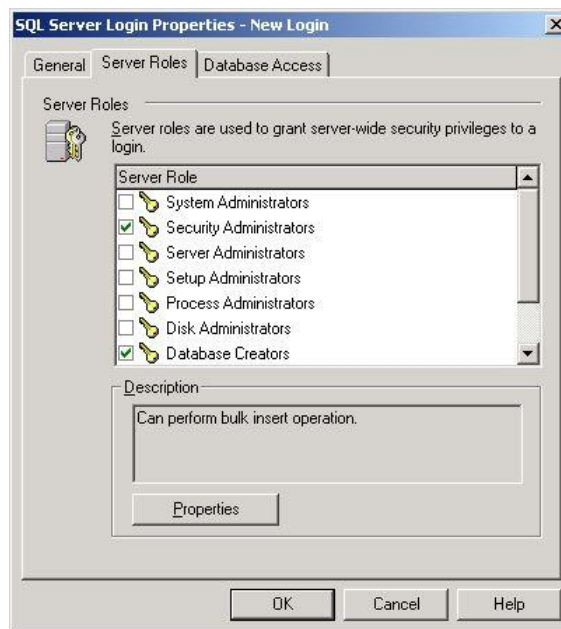 SQL Server Login Properties - New Login
General
Server Roles
Database Access
Server Roles
Server roles are used to grant server-wide security privileges to a
login.
Server Role
System Administrators
Security Administrators
Server Administrators
Setup Administrators
Process Administrators
Disk Administrators
Database Creators
Description
Can perform bulk insert operation.
Properties
OK
Cancel
Help